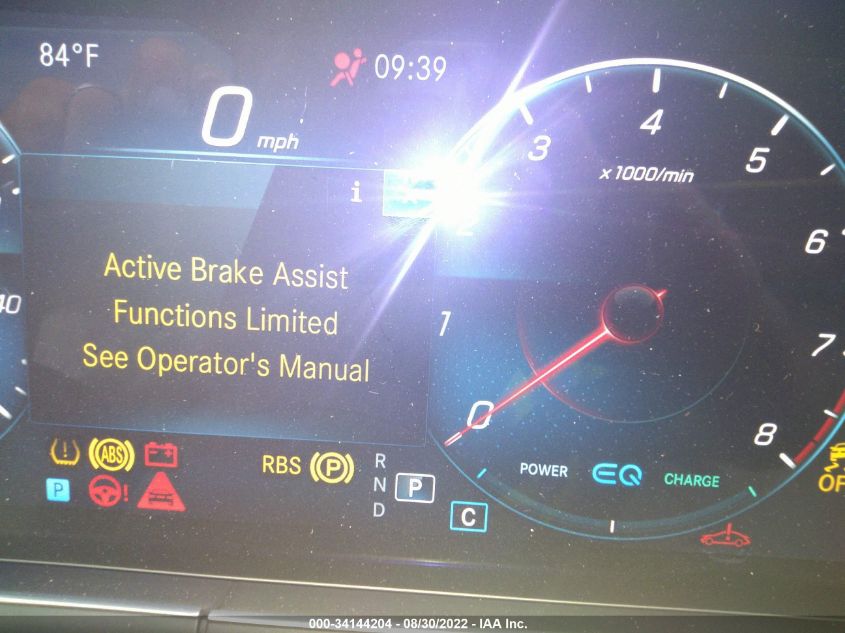 84°F
09:39
0 mph
i
Active Brake Assist
Functions Limited
See Operator's Manual
40
0
1
2
3
4
5
6
7
8
x1000/min
ABS
RBS
P
P
R
N
D
P
C
POWER
EQ
CHARGE
000-34144204 - 08/30/2022 - IAA Inc.